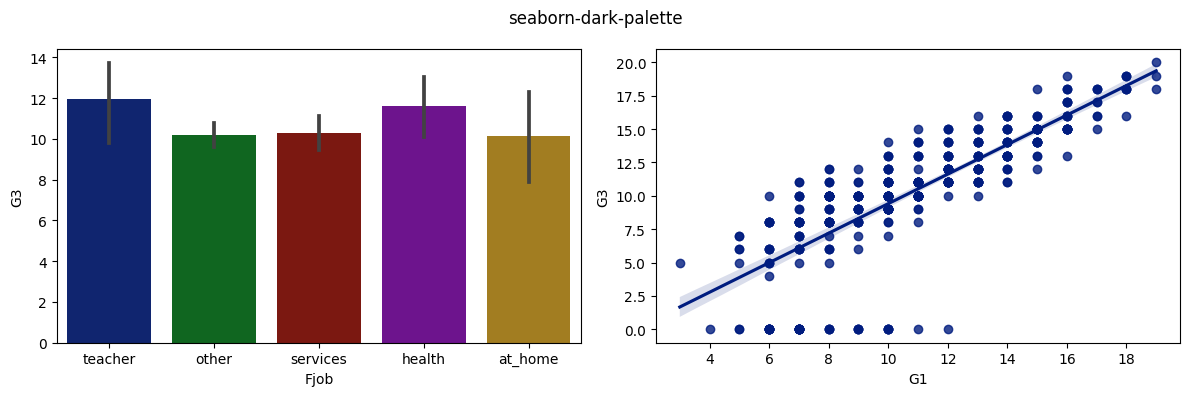 seaborn-dark-palette
14
12
10
8
6
4
2
0
G3
teacher other services health at_home
Fjob
20.0
17.5
15.0
12.5
10.0
7.5
5.0
2.5
0.0
G3
4 6 8 10 12 14 16 18
G1